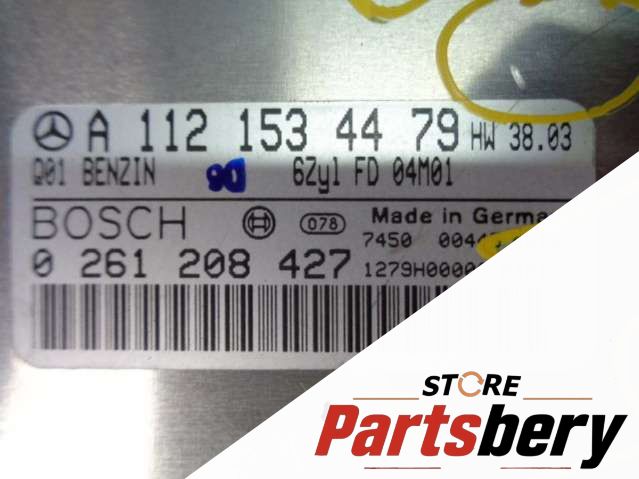 A 112 153 44 79 HW 38.03
Q01 BENZIN 6Zyl FD 04M01
BOSCH 078 Made in Germa
7450
0 261 208 427 1279H0000
STORE
Partsbery